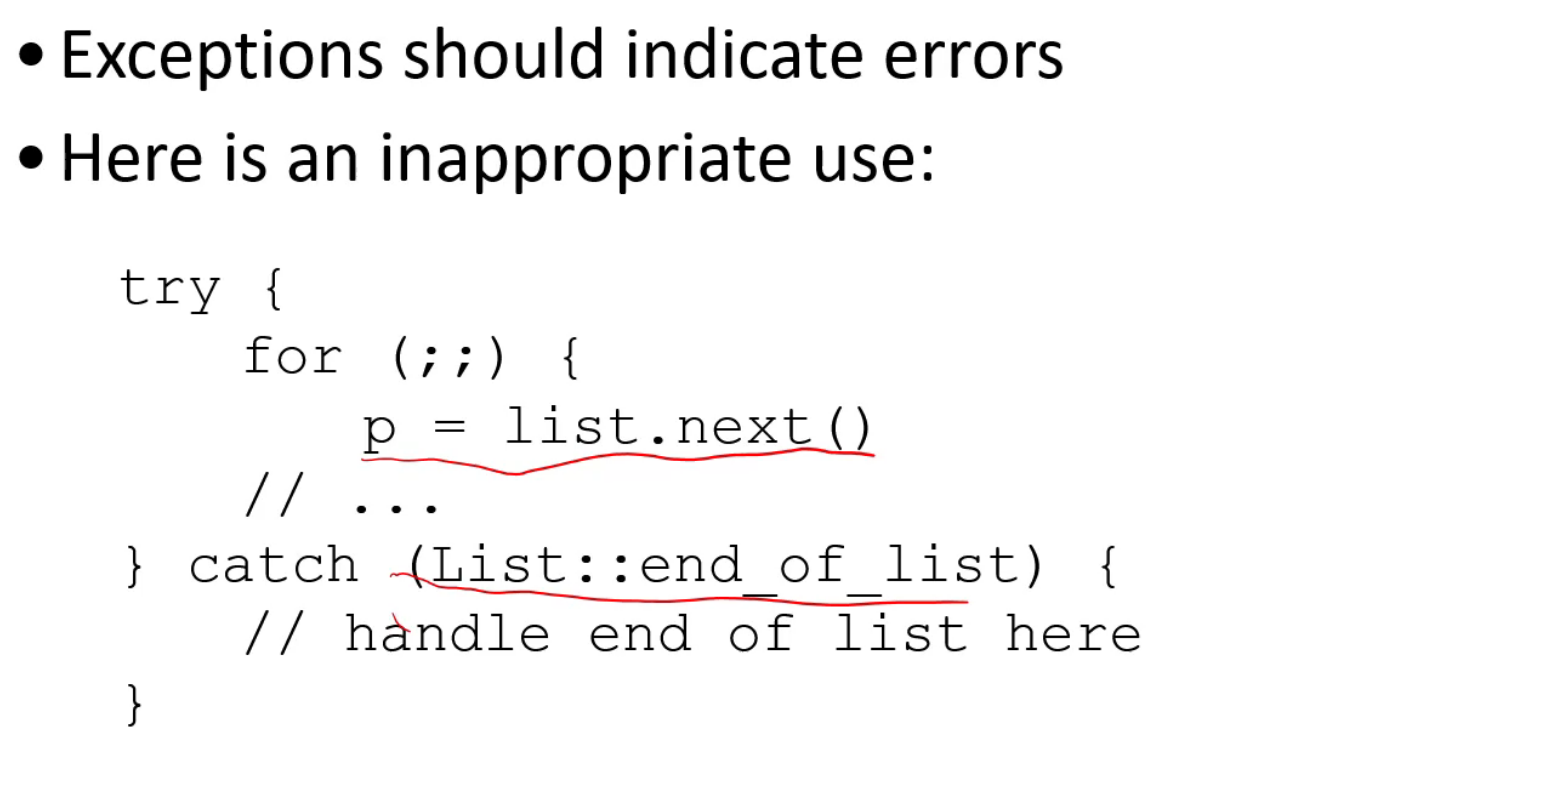 • Exceptions should indicate errors
• Here is an inappropriate use:
try {
for (;;) {
p = list.next()
// ...
} catch (List::end_of_list) {
// handle end of list here
}